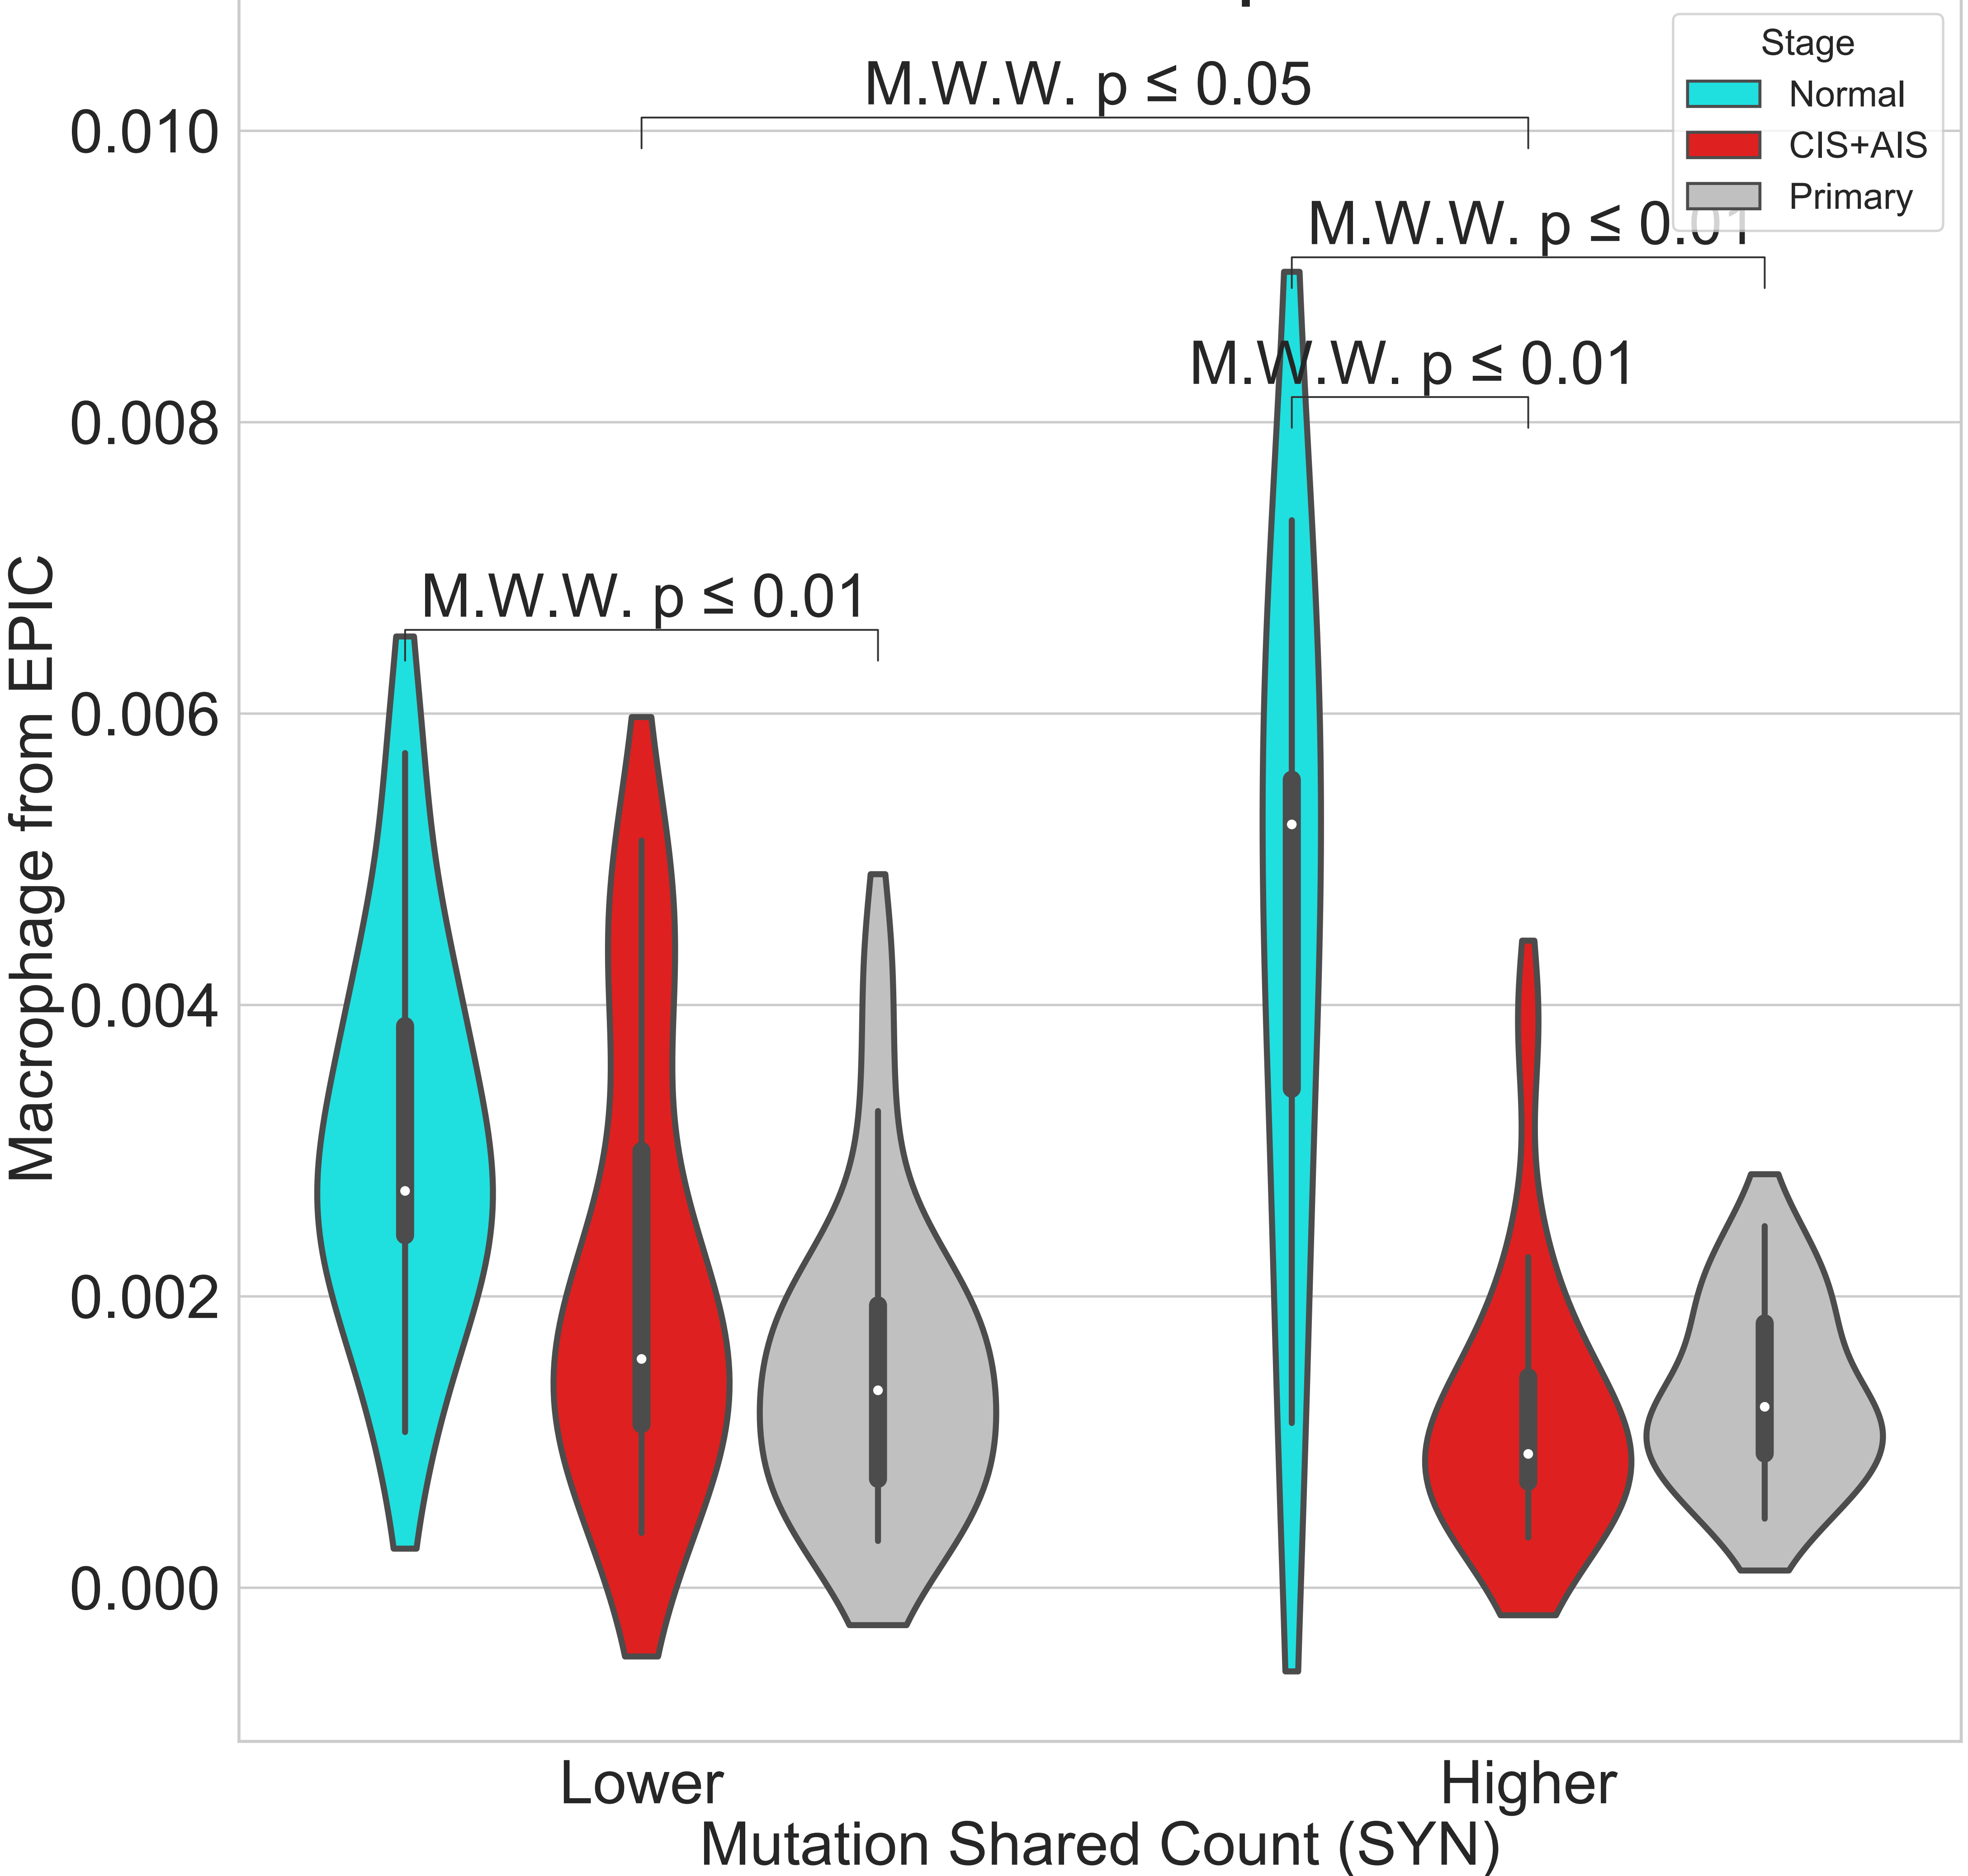 M.W.W. p ≤ 0.05
Stage
Normal
CIS+AIS
Primary
M.W.W. p ≤ 0.01
M.W.W. p ≤ 0.01
M.W.W. p ≤ 0.01
0.010
0.008
0.006
0.004
0.002
0.000
Macrophage from EPIC
Lower
Higher
Mutation Shared Count (SYN)